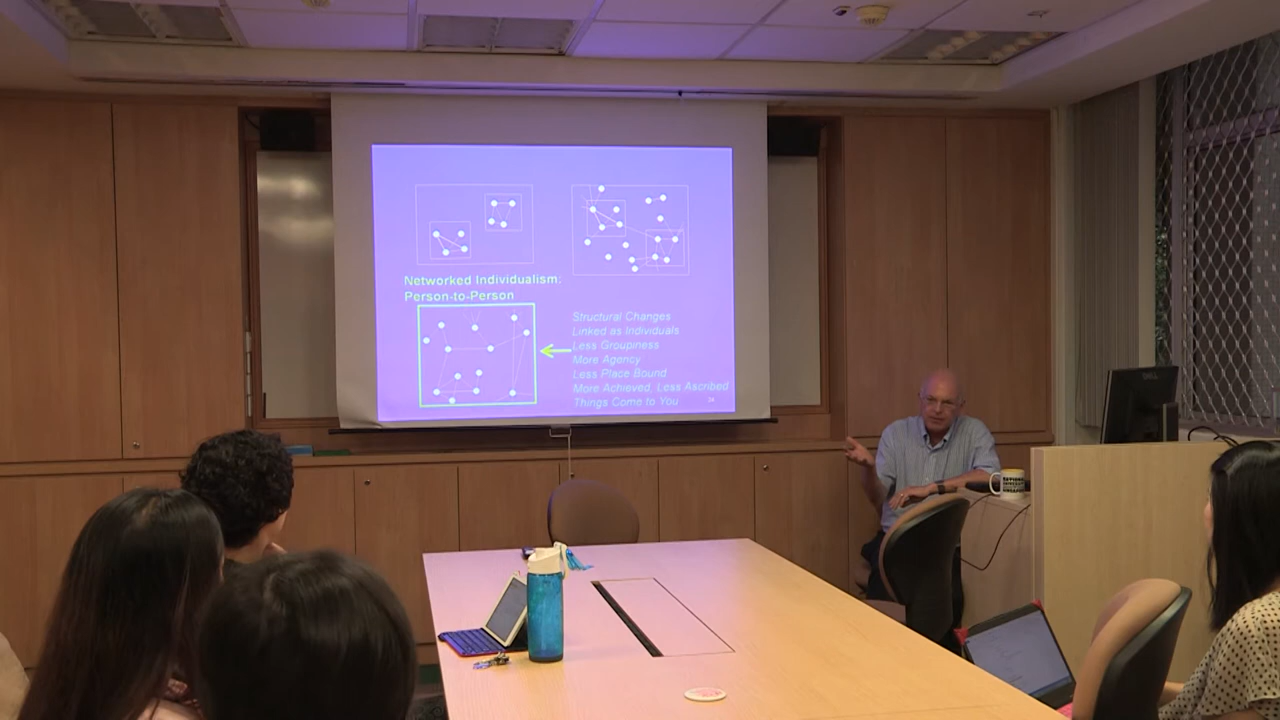 Networked Individualism:
Person-to-Person
Structural Changes
Linked as Individuals
Less Groupiness
More Agency
Less Place Bound
More Achieved, Less Ascribed
Things Come to You